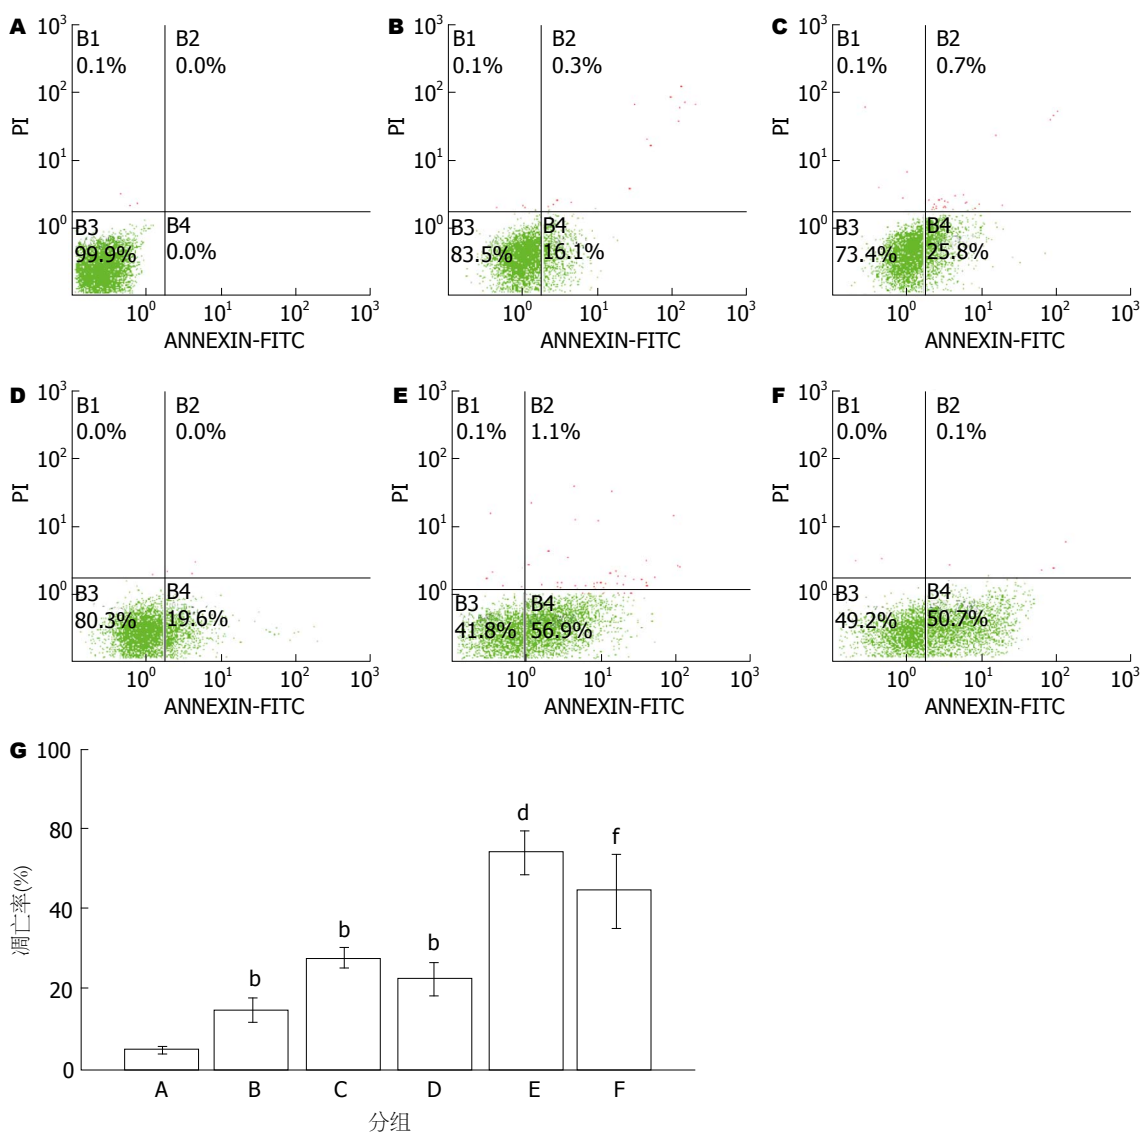 A
10³
B1
0.1%
B2
0.0%
10²
PI
10¹
10⁰
B3
99.9%
B4
0.0%
10⁰ 10¹ 10² 10³
ANNEXIN-FITC
B
10³
B1
0.1%
B2
0.3%
10²
PI
10¹
10⁰
B3
83.5%
B4
16.1%
10⁰ 10¹ 10² 10³
ANNEXIN-FITC
C
10³
B1
0.1%
B2
0.7%
10²
PI
10¹
10⁰
B3
73.4%
B4
25.8%
10⁰ 10¹ 10² 10³
ANNEXIN-FITC
D
10³
B1
0.0%
B2
0.0%
10²
PI
10¹
10⁰
B3
80.3%
B4
19.6%
10⁰ 10¹ 10² 10³
ANNEXIN-FITC
E
10³
B1
0.1%
B2
1.1%
10²
PI
10¹
10⁰
B3
41.8%
B4
56.9%
10⁰ 10¹ 10² 10³
ANNEXIN-FITC
F
10³
B1
0.0%
B2
0.1%
10²
PI
10¹
10⁰
B3
49.2%
B4
50.7%
10⁰ 10¹ 10² 10³
ANNEXIN-FITC
G
100
80
40
20
0
凋亡率(%)
b
b
b
d
f
A B C D E F
分组